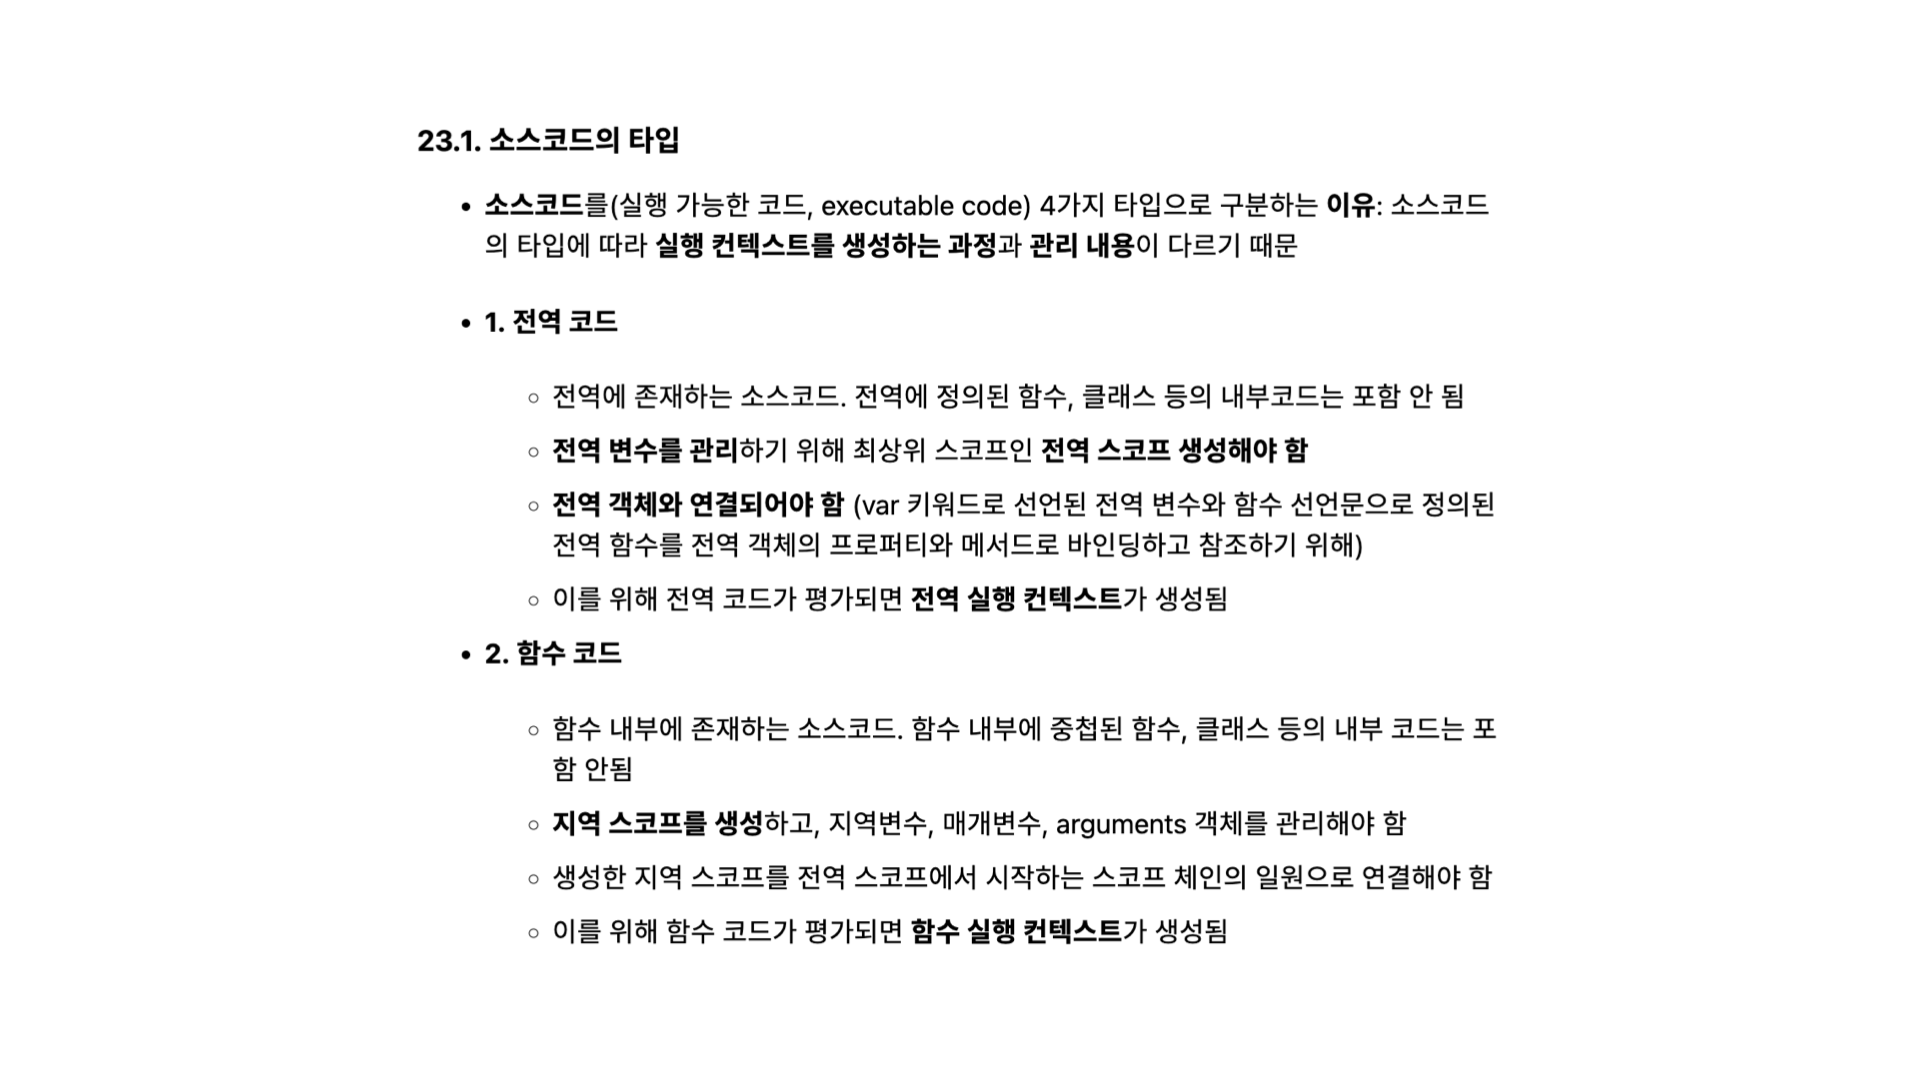 23.1. 소스코드의 타입
• 소스코드를(실행 가능한 코드, executable code) 4가지 타입으로 구분하는 이유: 소스코드
의 타입에 따라 실행 컨텍스트를 생성하는 과정과 관리 내용이 다르기 때문
• 1. 전역 코드
◦ 전역에 존재하는 소스코드. 전역에 정의된 함수, 클래스 등의 내부코드는 포함 안 됨
◦ 전역 변수를 관리하기 위해 최상위 스코프인 전역 스코프 생성해야 함
◦ 전역 객체와 연결되어야 함 (var 키워드로 선언된 전역 변수와 함수 선언문으로 정의된
전역 함수를 전역 객체의 프로퍼티와 메서드로 바인딩하고 참조하기 위해)
◦ 이를 위해 전역 코드가 평가되면 전역 실행 컨텍스트가 생성됨
• 2. 함수 코드
◦ 함수 내부에 존재하는 소스코드. 함수 내부에 중첩된 함수, 클래스 등의 내부 코드는 포
함 안됨
◦ 지역 스코프를 생성하고, 지역변수, 매개변수, arguments 객체를 관리해야 함
◦ 생성한 지역 스코프를 전역 스코프에서 시작하는 스코프 체인의 일원으로 연결해야 함
◦ 이를 위해 함수 코드가 평가되면 함수 실행 컨텍스트가 생성됨